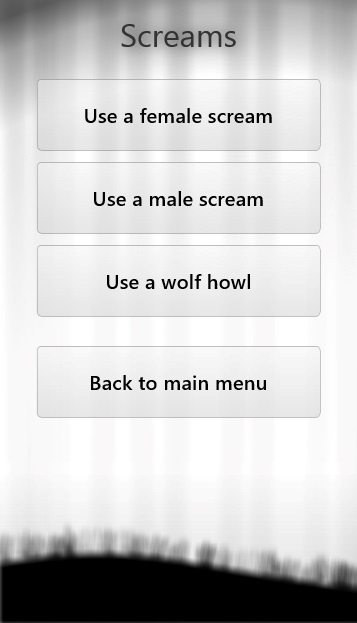 Screams
Use a female scream
Use a male scream
Use a wolf howl
Back to main menu